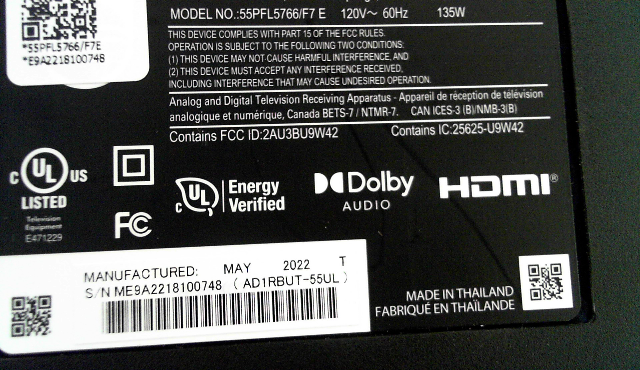 MODEL NO.:55PFL5766/F7 E 120V~ 60Hz 135W
*55PFL5766/F7E
*E9A2218100748
THIS DEVICE COMPLIES WITH PART 15 OF THE FCC RULES.
OPERATION IS SUBJECT TO THE FOLLOWING TWO CONDITIONS:
(1) THIS DEVICE MAY NOT CAUSE HARMFUL INTERFERENCE, AND
(2) THIS DEVICE MUST ACCEPT ANY INTERFERENCE RECEIVED,
INCLUDING INTERFERENCE THAT MAY CAUSE UNDESIRED OPERATION.
Analog and Digital Television Receiving Apparatus - Appareil de réception de télévision
analogique et numérique, Canada BETS-7 / NTMR-7. CAN ICES-3 (B)/NMB-3(B)
Contains FCC ID:2AU3BU9W42 Contains IC:25625-U9W42
C UL US
LISTED
Television
Equipment
E471229
FC
C UL Energy
Verified
Dolby
AUDIO
HDMI®
MANUFACTURED: MAY 2022 T
S/N ME9A2218100748 ( AD1RBUT-55UL )
MADE IN THAILAND
FABRIQUÉ EN THAÏLANDE